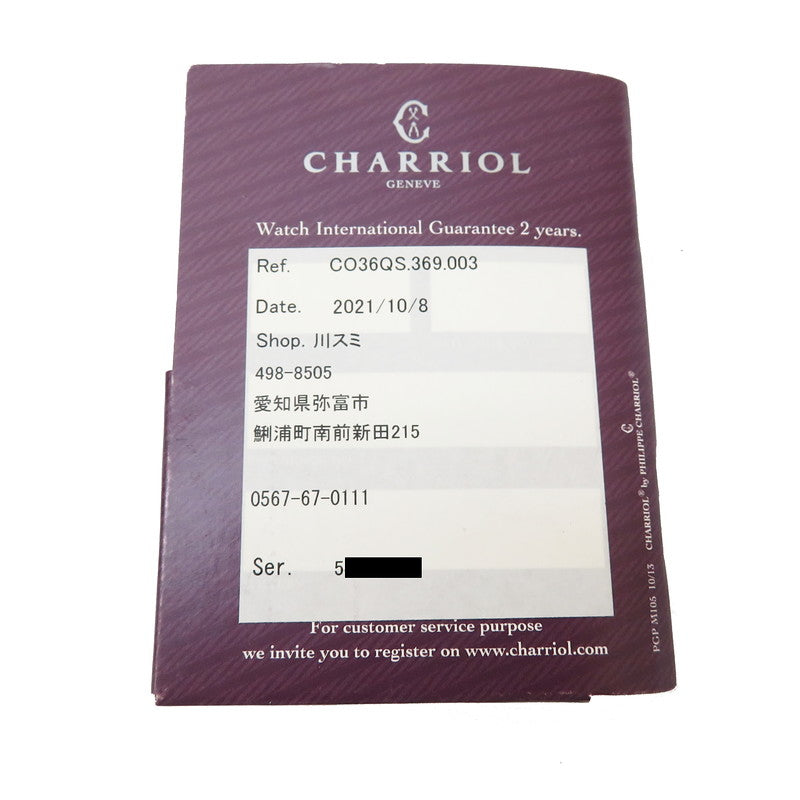 CHARRIOL
GENEVE
Watch International Guarantee 2 years.
Ref. CO36QS.369.003
Date. 2021/10/8
Shop. 川スミ
498-8505
愛知県弥富市
鯏浦町南前新田215
0567-67-0111
Ser. 5
For customer service purpose
we invite you to register on www.charriol.com
PGP M105 10/13 CHARRIOL® by PHILIPPE CHARRIOL®